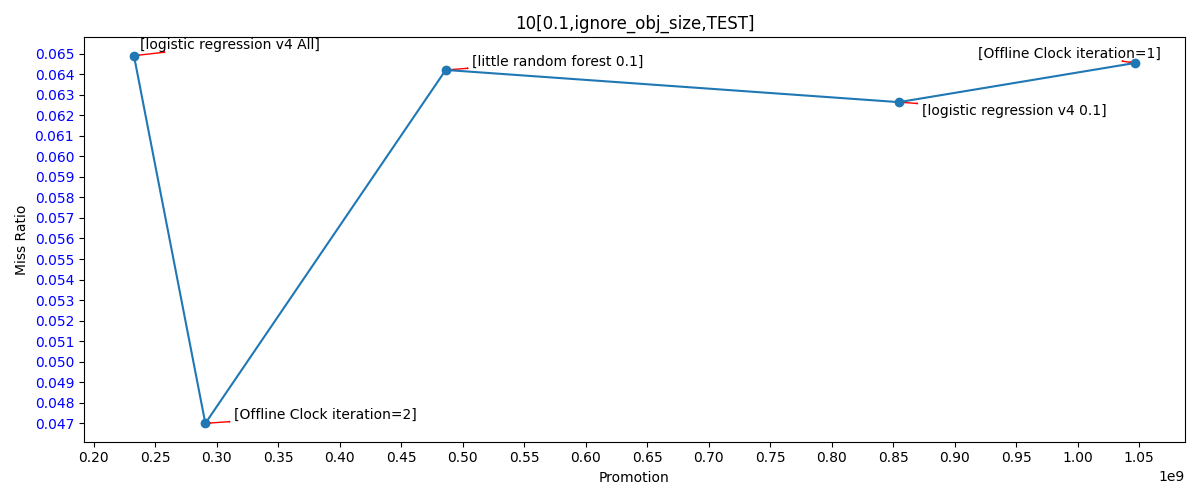 10[0.1,ignore_obj_size,TEST]
[logistic regression v4 All]
[little random forest 0.1]
[Offline Clock iteration=1]
[logistic regression v4 0.1]
[Offline Clock iteration=2]
Miss Ratio
0.065
0.064
0.063
0.062
0.061
0.060
0.059
0.058
0.057
0.056
0.055
0.054
0.053
0.052
0.051
0.050
0.049
0.048
0.047
0.20 0.25 0.30 0.35 0.40 0.45 0.50 0.55 0.60 0.65 0.70 0.75 0.80 0.85 0.90 0.95 1.00 1.05
Promotion
1e9